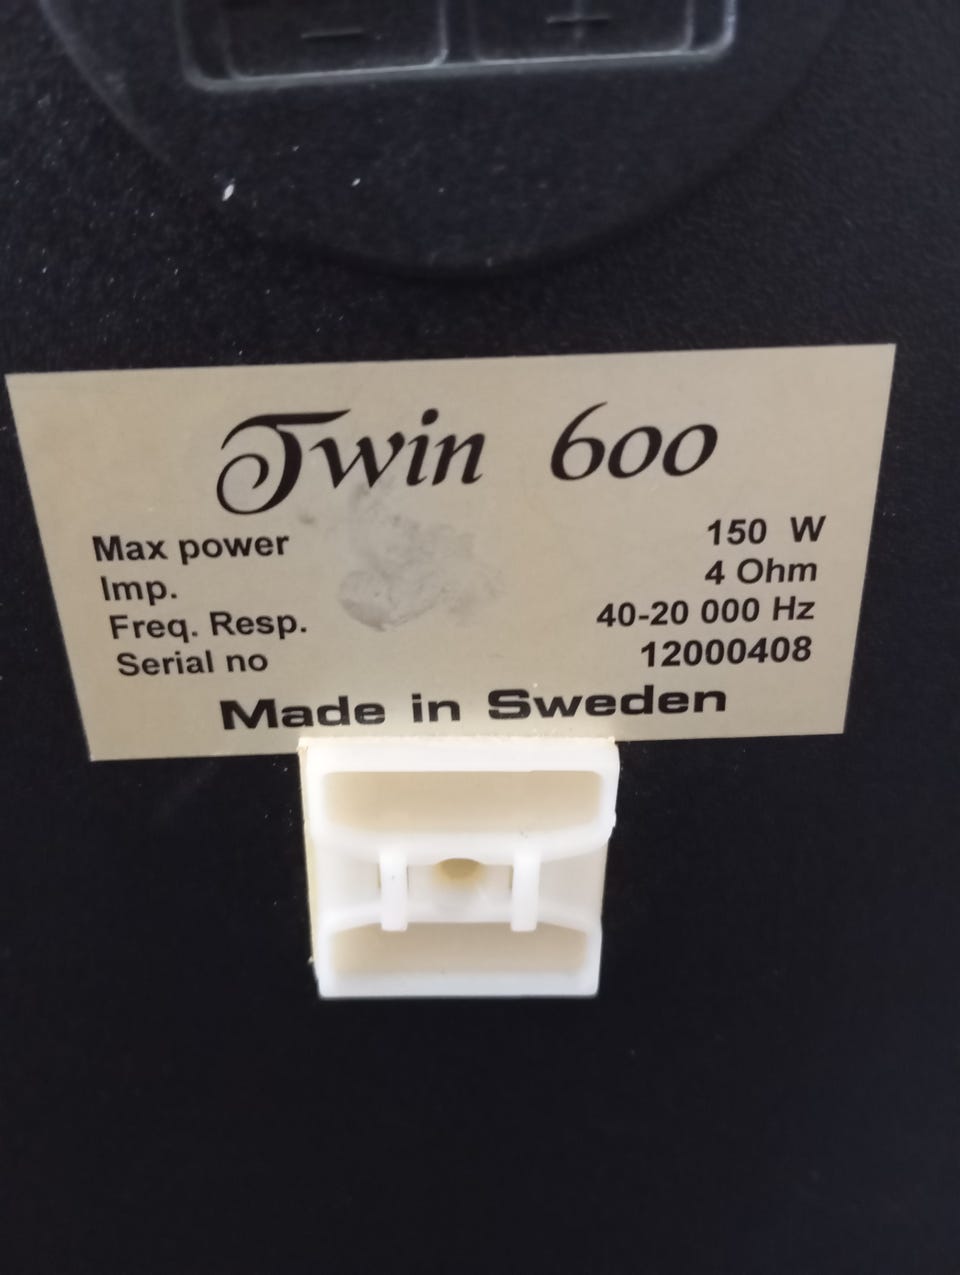 - +
Twin 600
Max power 150 W
Imp. 4 Ohm
Freq. Resp. 40-20 000 Hz
Serial no 12000408
Made in Sweden